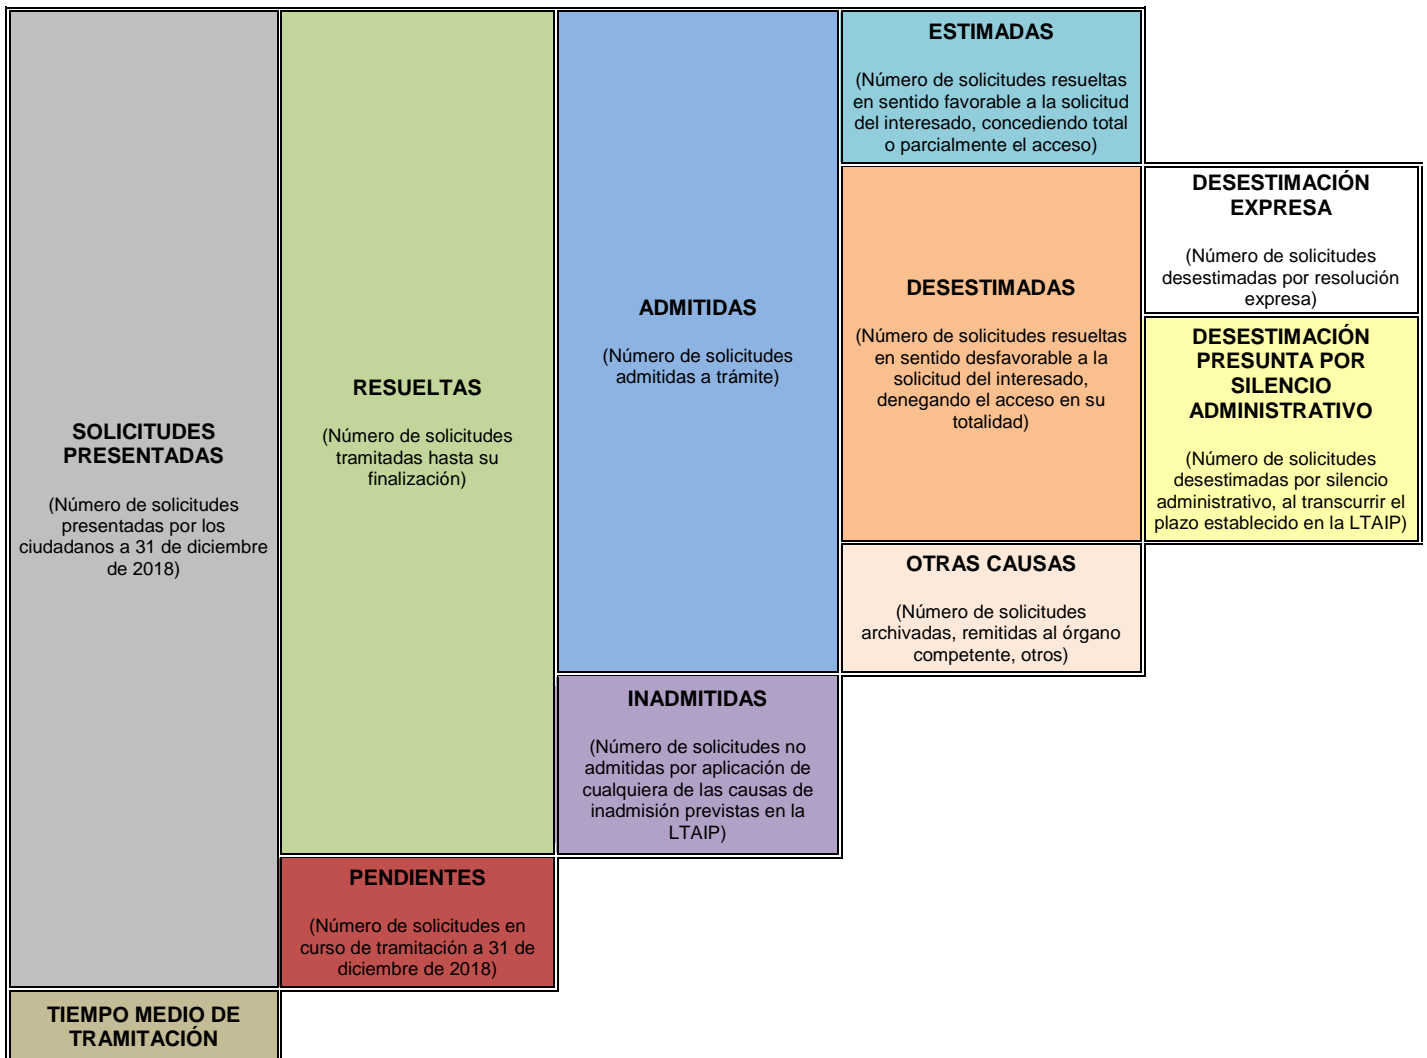 SOLICITUDES
PRESENTADAS
(Número de solicitudes
presentadas por los
ciudadanos a 31 de diciembre
de 2018)
RESUELTAS
(Número de solicitudes
tramitadas hasta su
finalización)
ADMITIDAS
(Número de solicitudes
admitidas a trámite)
ESTIMADAS
(Número de solicitudes resueltas
en sentido favorable a la solicitud
del interesado, concediendo total
o parcialmente el acceso)
DESESTIMADAS
(Número de solicitudes resueltas
en sentido desfavorable a la
solicitud del interesado,
denegando el acceso en su
totalidad)
DESESTIMACIÓN
EXPRESA
(Número de solicitudes
desestimadas por resolución
expresa)
DESESTIMACIÓN
PRESUNTA POR
SILENCIO
ADMINISTRATIVO
(Número de solicitudes
desestimadas por silencio
administrativo, al transcurrir el
plazo establecido en la LTAIP)
OTRAS CAUSAS
(Número de solicitudes
archivadas, remitidas al órgano
competente, otros)
INADMITIDAS
(Número de solicitudes no
admitidas por aplicación de
cualquiera de las causas de
inadmisión previstas en la
LTAIP)
PENDIENTES
(Número de solicitudes en
curso de tramitación a 31 de
diciembre de 2018)
TIEMPO MEDIO DE
TRAMITACIÓN